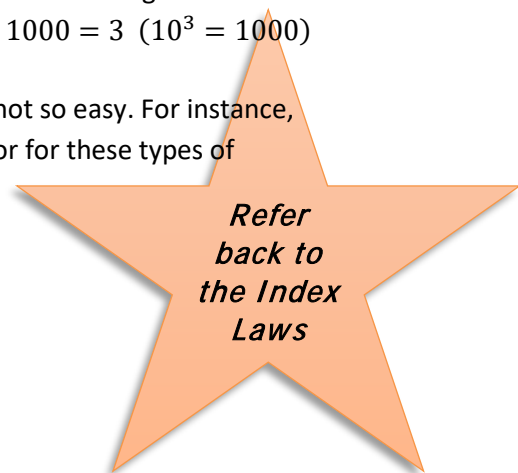 1000 = 3 (10³ = 1000)
not so easy. For instance,
or for these types of
Refer
back to
the Index
Laws